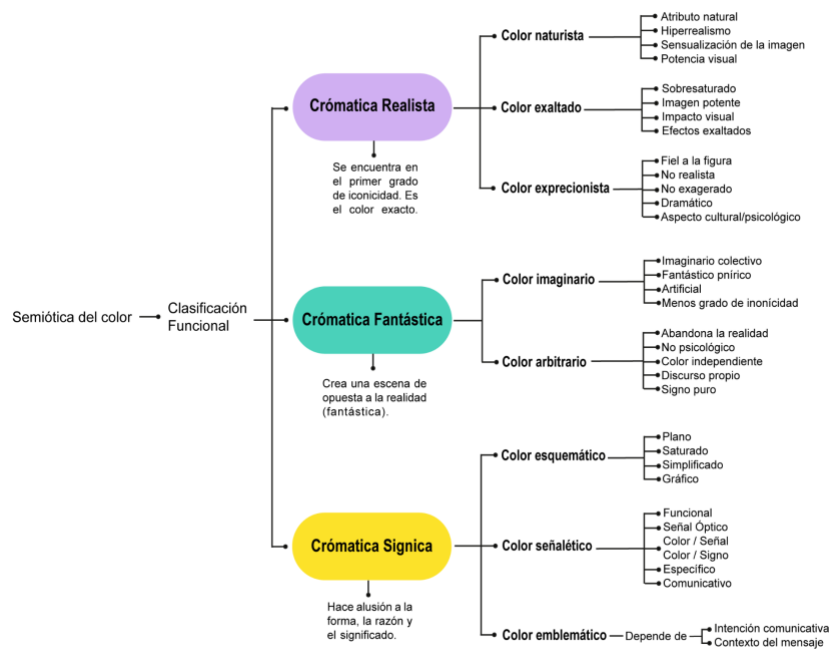 Semiótica del color
Clasificación
Funcional
Crómatica Realista
Se encuentra en
el primer grado
de iconicidad. Es
el color exacto.
Color naturista
Atributo natural
Hiperrealismo
Sensualización de la imagen
Potencia visual
Color exaltado
Sobresaturado
Imagen potente
Impacto visual
Efectos exaltados
Color exprecionista
Fiel a la figura
No realista
No exagerado
Dramático
Aspecto cultural/psicológico
Crómatica Fantástica
Crea una escena de
opuesta a la realidad
(fantástica).
Color imaginario
Imaginario colectivo
Fantástico pnírico
Artificial
Menos grado de inonícidad
Color arbitrario
Abandona la realidad
No psicológico
Color independiente
Discurso propio
Signo puro
Crómatica Signica
Hace alusión a la
forma, la razón y
el significado.
Color esquemático
Plano
Saturado
Simplificado
Gráfico
Color señalético
Funcional
Señal Óptico
Color / Señal
Color / Signo
Específico
Comunicativo
Color emblemático
Depende de
Intención comunicativa
Contexto del mensaje